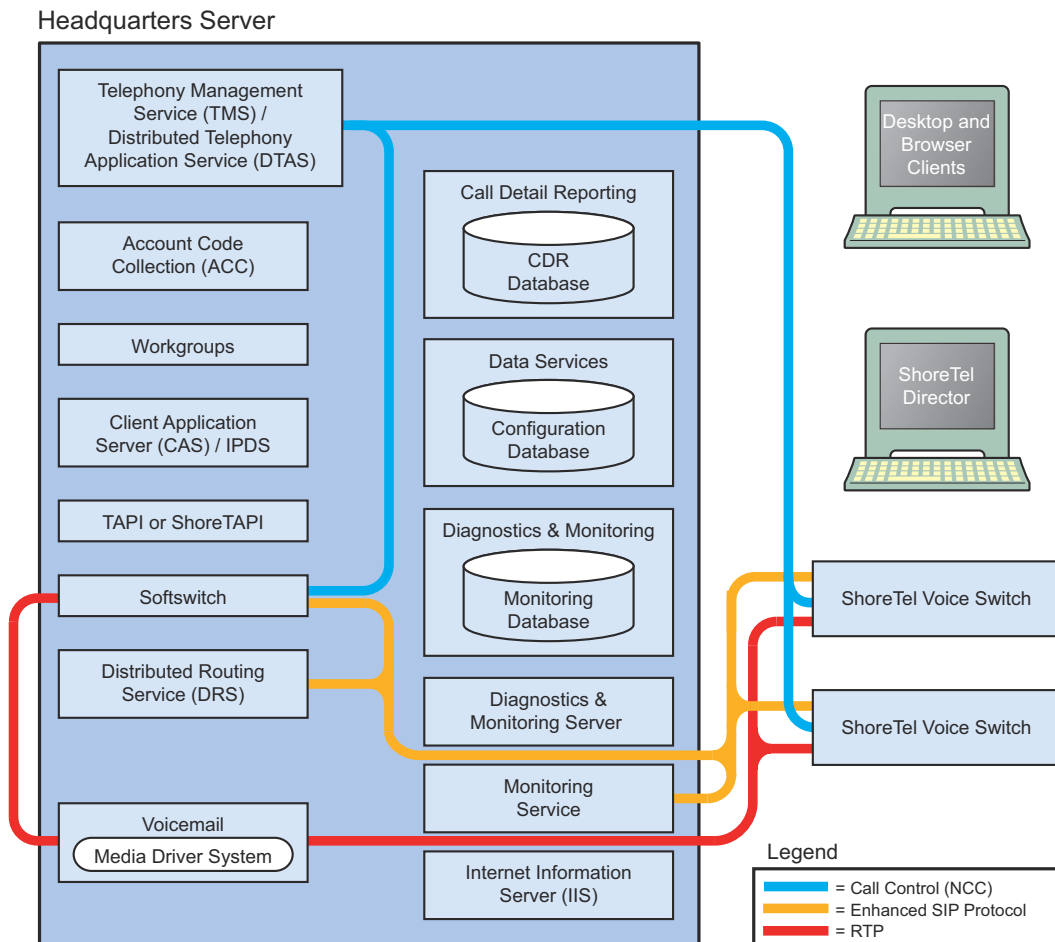 Headquarters Server
Telephony Management
Service (TMS) /
Distributed Telephony
Application Service (DTAS)
Account Code
Collection (ACC)
Workgroups
Client Application
Server (CAS) / IPDS
TAPI or ShoreTAPI
Softswitch
Distributed Routing
Service (DRS)
Voicemail
Media Driver System
Call Detail Reporting
CDR
Database
Data Services
Configuration
Database
Diagnostics & Monitoring
Monitoring
Database
Diagnostics &
Monitoring Server
Monitoring
Service
Internet Information
Server (IIS)
Desktop and
Browser
Clients
ShoreTel
Director
ShoreTel Voice Switch
ShoreTel Voice Switch
Legend
= Call Control (NCC)
= Enhanced SIP Protocol
= RTP